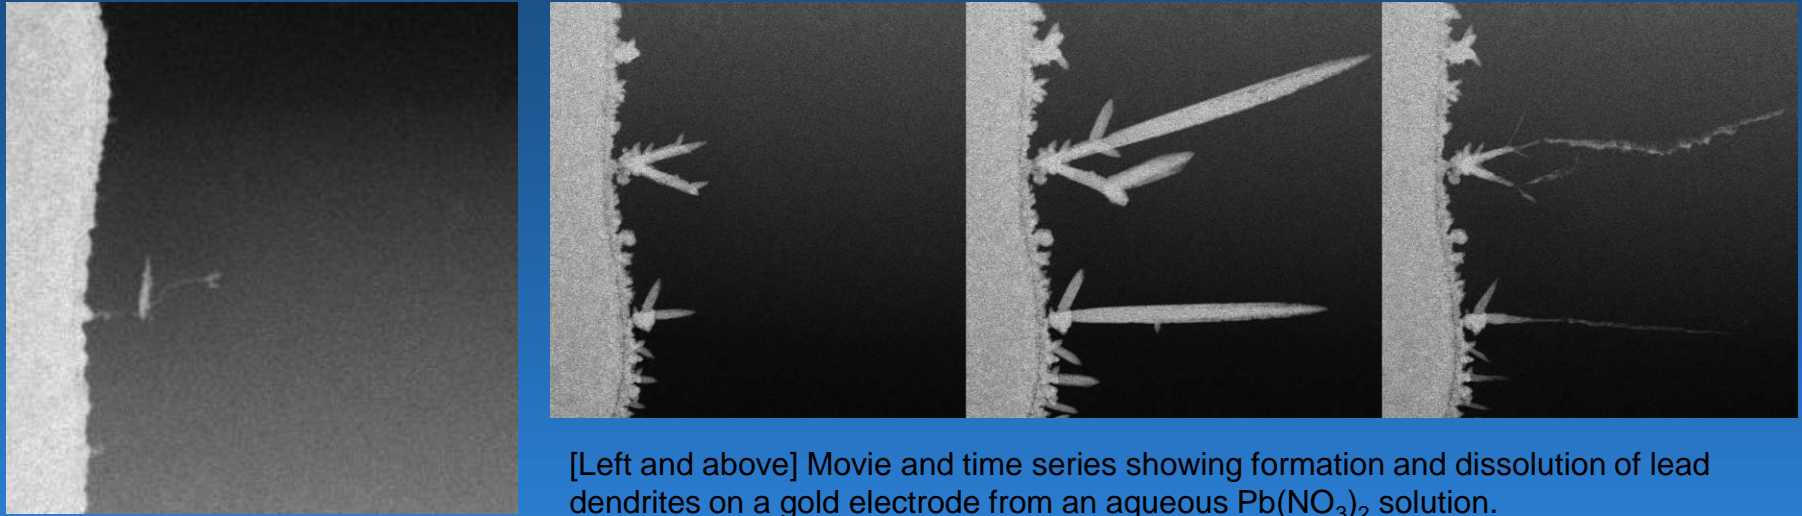 [Left and above] Movie and time series showing formation and dissolution of lead
dendrites on a gold electrode from an aqueous Pb(NO₃)₂ solution.